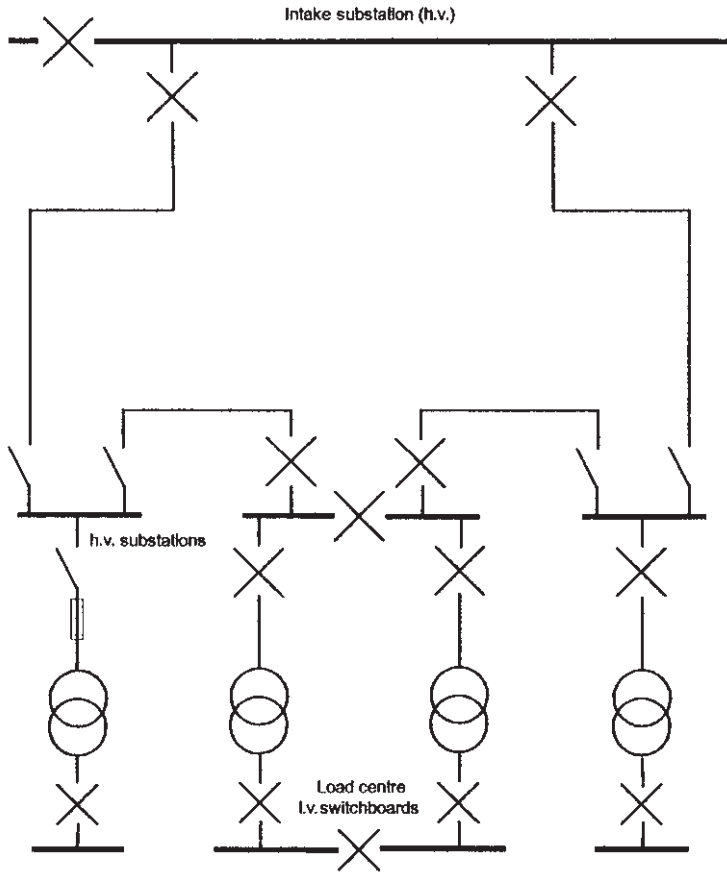 Intake substation (h.v.)
h.v. substations
Load centre
l.v. switchboards